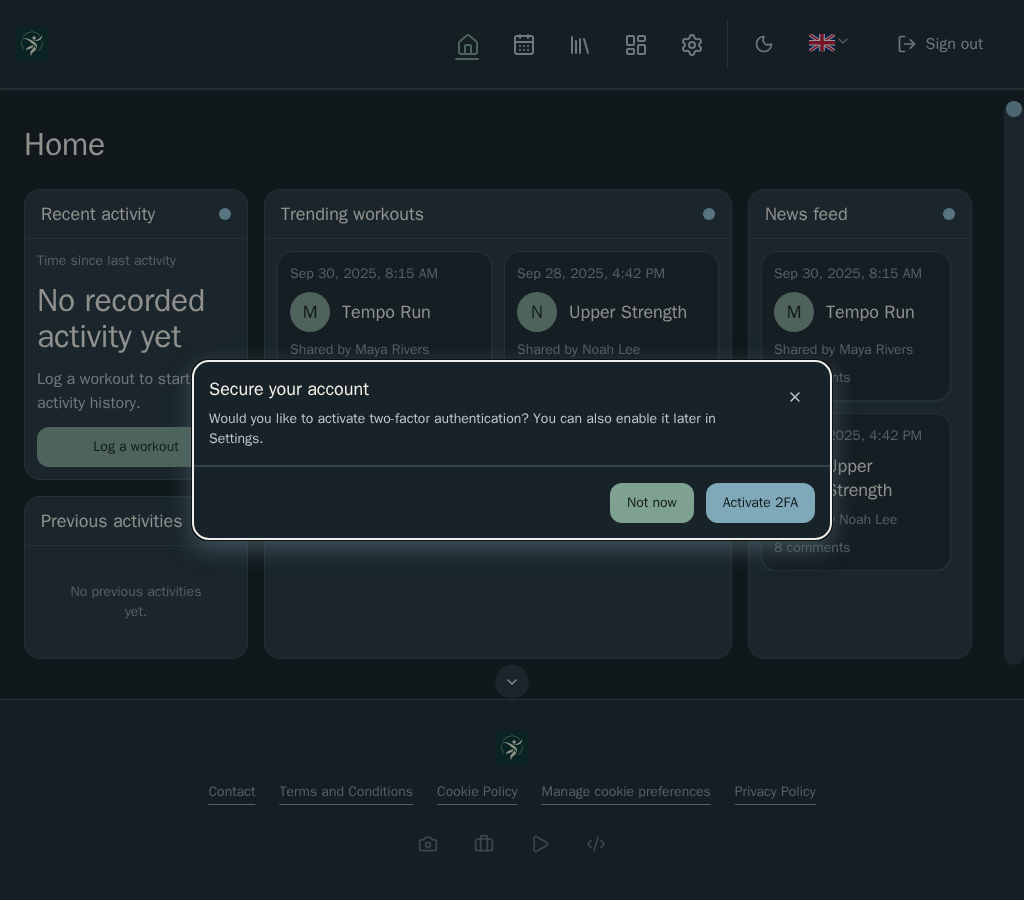 Sign out
Home
Recent activity
Time since last activity
No recorded
activity yet
Log a workout to start
activity history.
Log a workout
Previous activities
No previous activities
yet.
Trending workouts
Sep 30, 2025, 8:15 AM
M
Tempo Run
Shared by Maya Rivers
Sep 28, 2025, 4:42 PM
N
Upper Strength
Shared by Noah Lee
News feed
Sep 30, 2025, 8:15 AM
M
Tempo Run
Shared by Maya Rivers
2025, 4:42 PM
Upper
Strength
Noah Lee
8 comments
Secure your account
Would you like to activate two-factor authentication? You can also enable it later in
Settings.
Not now
Activate 2FA
Contact
Terms and Conditions
Cookie Policy
Manage cookie preferences
Privacy Policy